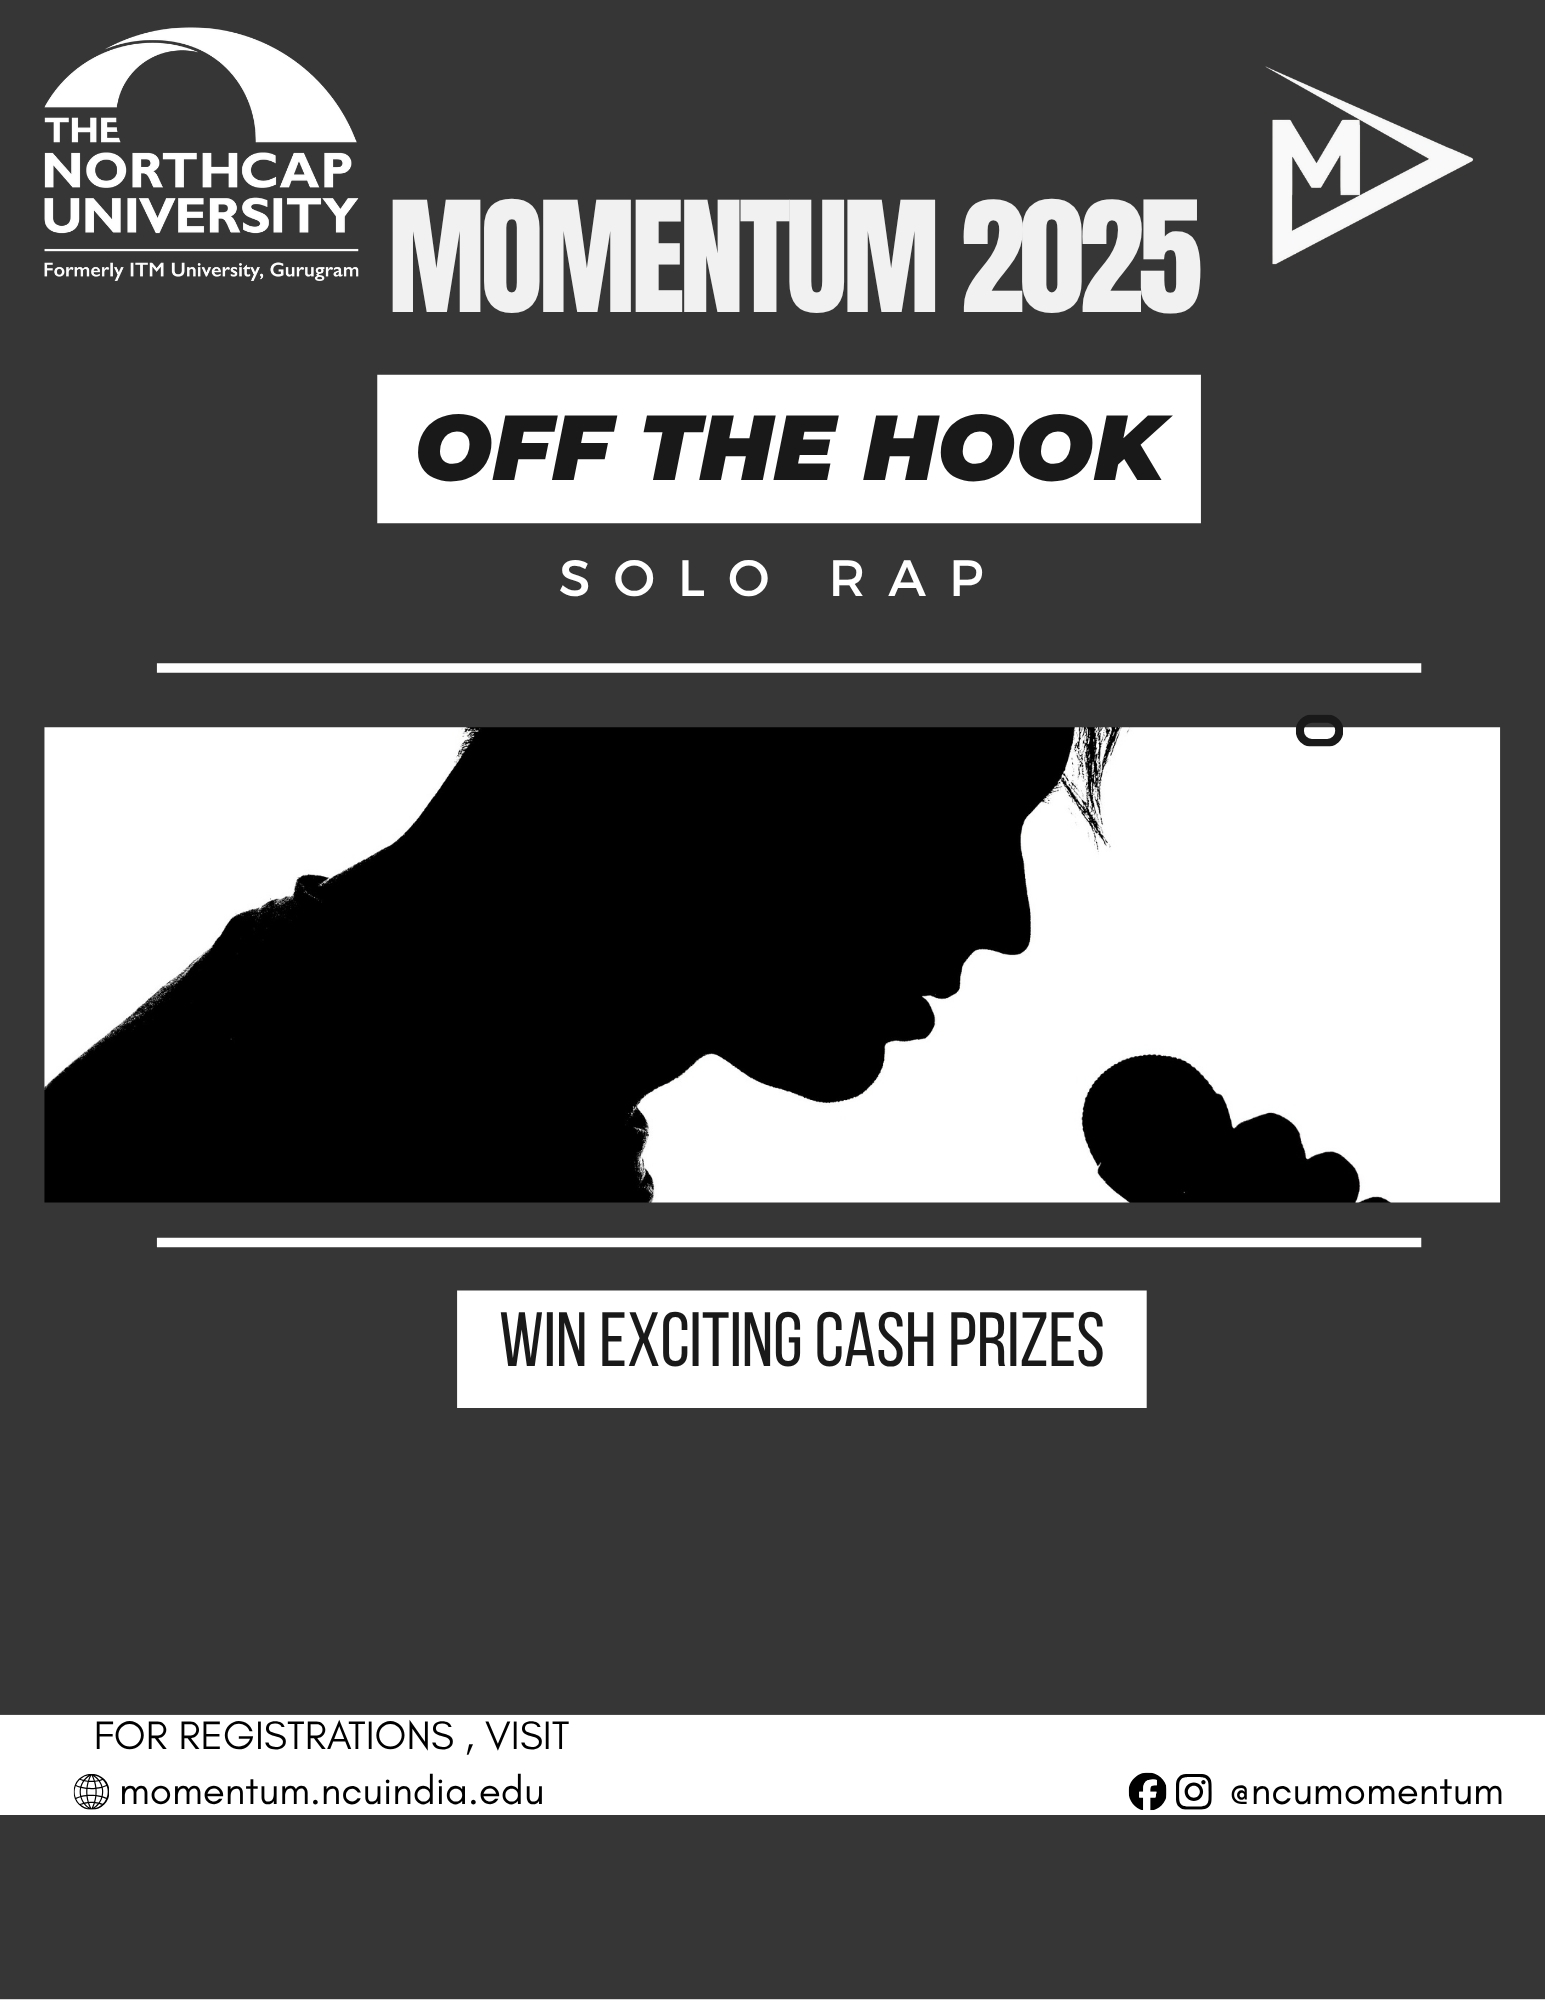 THE
NORTHCAP
UNIVERSITY
Formerly ITM University, Gurugram
M
MOMENTUM 2025
OFF THE HOOK
SOLO RAP
0
WIN EXCITING CASH PRIZES
FOR REGISTRATIONS , VISIT
momentum.ncuindia.edu
@ncumomentum